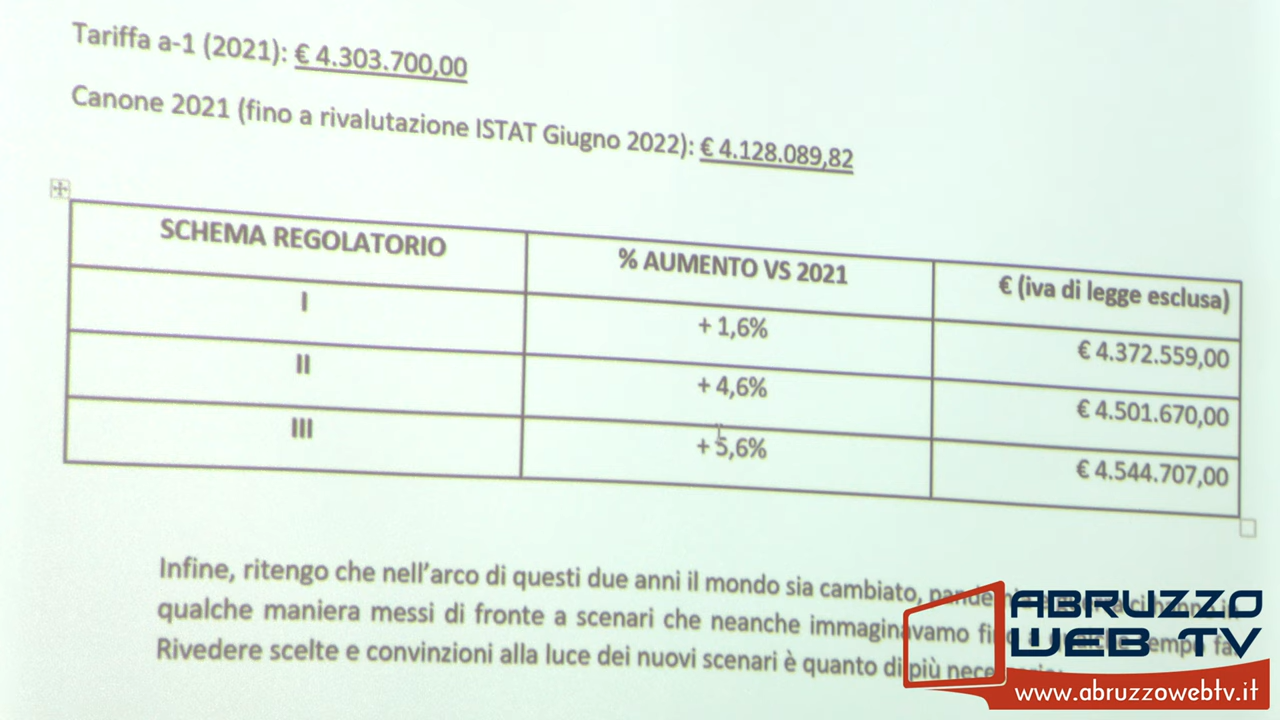 Tariffa a-1 (2021): € 4.303.700,00
Canone 2021 (fino a rivalutazione ISTAT Giugno 2022): € 4.128.089,82
SCHEMA REGOLATORIO % AUMENTO VS 2021 € (iva di legge esclusa)
I + 1,6% € 4.372.559,00
II + 4,6% € 4.501.670,00
III + 5,6% € 4.544.707,00
Infine, ritengo che nell'arco di questi due anni il mondo sia cambiato,
qualche maniera messi di fronte a scenari che neanche immaginavamo
Rivedere scelte e convinzioni alla luce dei nuovi scenari è quanto di più
ABRUZZO
WEB TV
www.abruzzowebtv.it